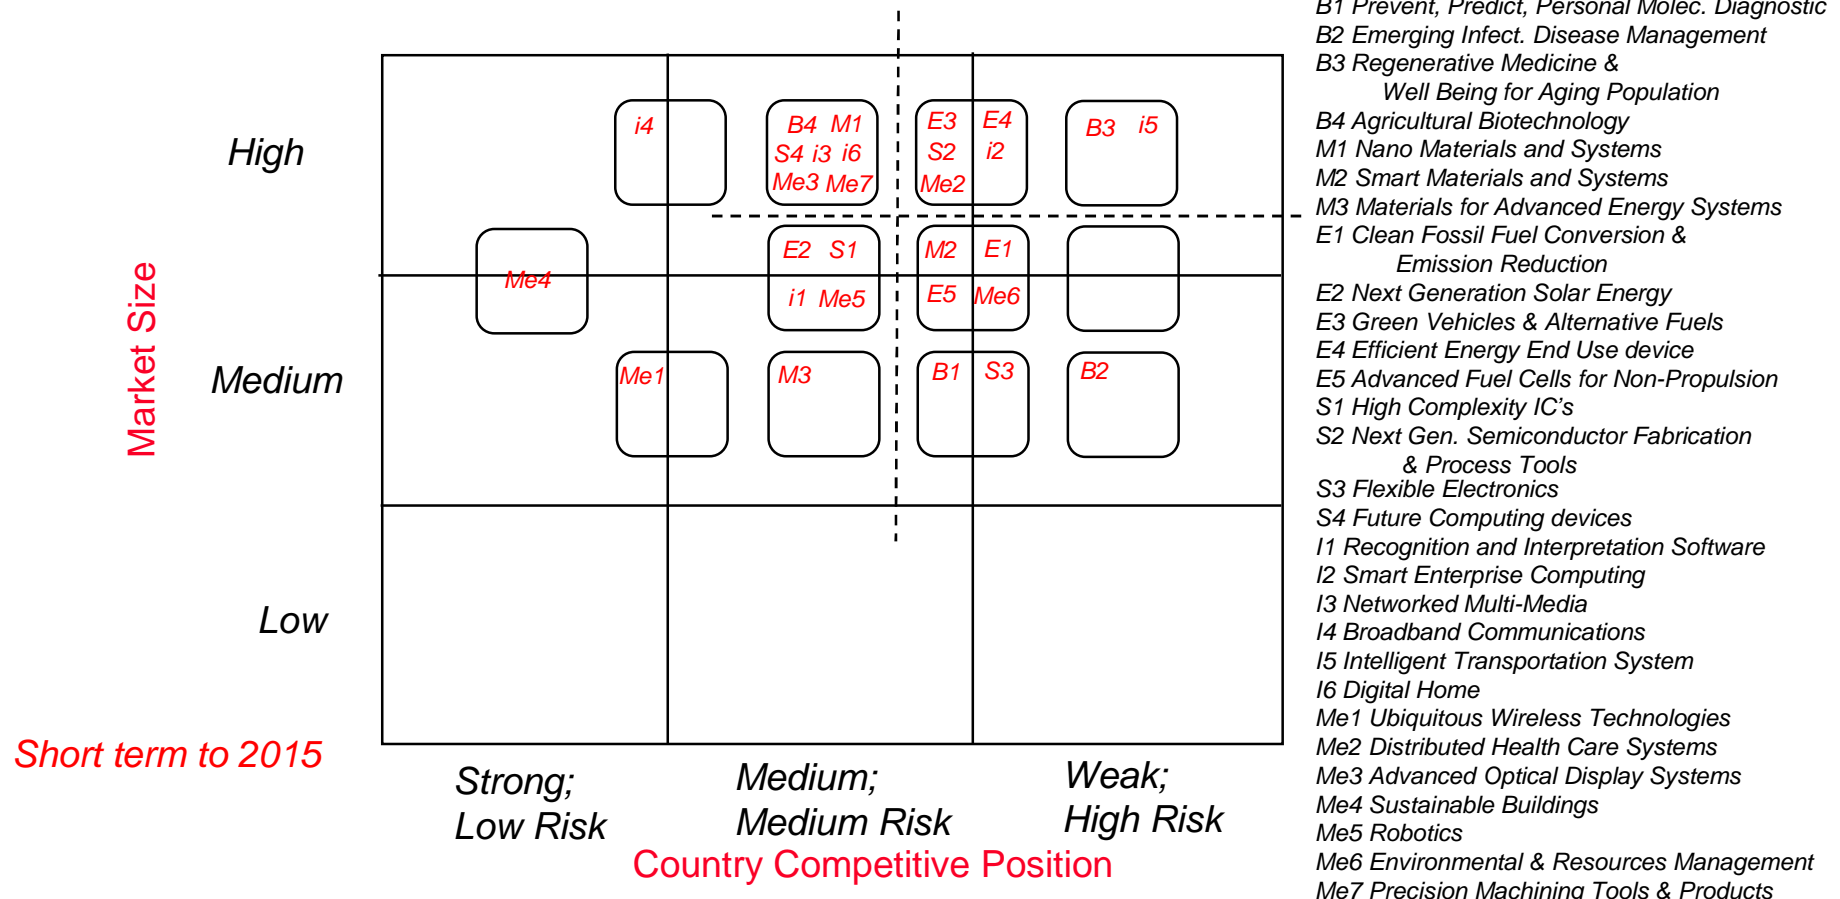 High
Medium
Low
Market Size
Short term to 2015
i4
B4 M1
S4 i3 i6
Me3 Me7
E3 E4
S2 i2
Me2
B3 i5
Me4
E2 S1
i1 Me5
M2 E1
E5 Me6
Me1
M3
B1 S3
B2
Strong;
Low Risk
Medium;
Medium Risk
Weak;
High Risk
Country Competitive Position
B1 Prevent, Predict, Personal Molec. Diagnostic
B2 Emerging Infect. Disease Management
B3 Regenerative Medicine &
Well Being for Aging Population
B4 Agricultural Biotechnology
M1 Nano Materials and Systems
M2 Smart Materials and Systems
M3 Materials for Advanced Energy Systems
E1 Clean Fossil Fuel Conversion &
Emission Reduction
E2 Next Generation Solar Energy
E3 Green Vehicles & Alternative Fuels
E4 Efficient Energy End Use device
E5 Advanced Fuel Cells for Non-Propulsion
S1 High Complexity IC’s
S2 Next Gen. Semiconductor Fabrication
& Process Tools
S3 Flexible Electronics
S4 Future Computing devices
I1 Recognition and Interpretation Software
I2 Smart Enterprise Computing
I3 Networked Multi-Media
I4 Broadband Communications
I5 Intelligent Transportation System
I6 Digital Home
Me1 Ubiquitous Wireless Technologies
Me2 Distributed Health Care Systems
Me3 Advanced Optical Display Systems
Me4 Sustainable Buildings
Me5 Robotics
Me6 Environmental & Resources Management
Me7 Precision Machining Tools & Products